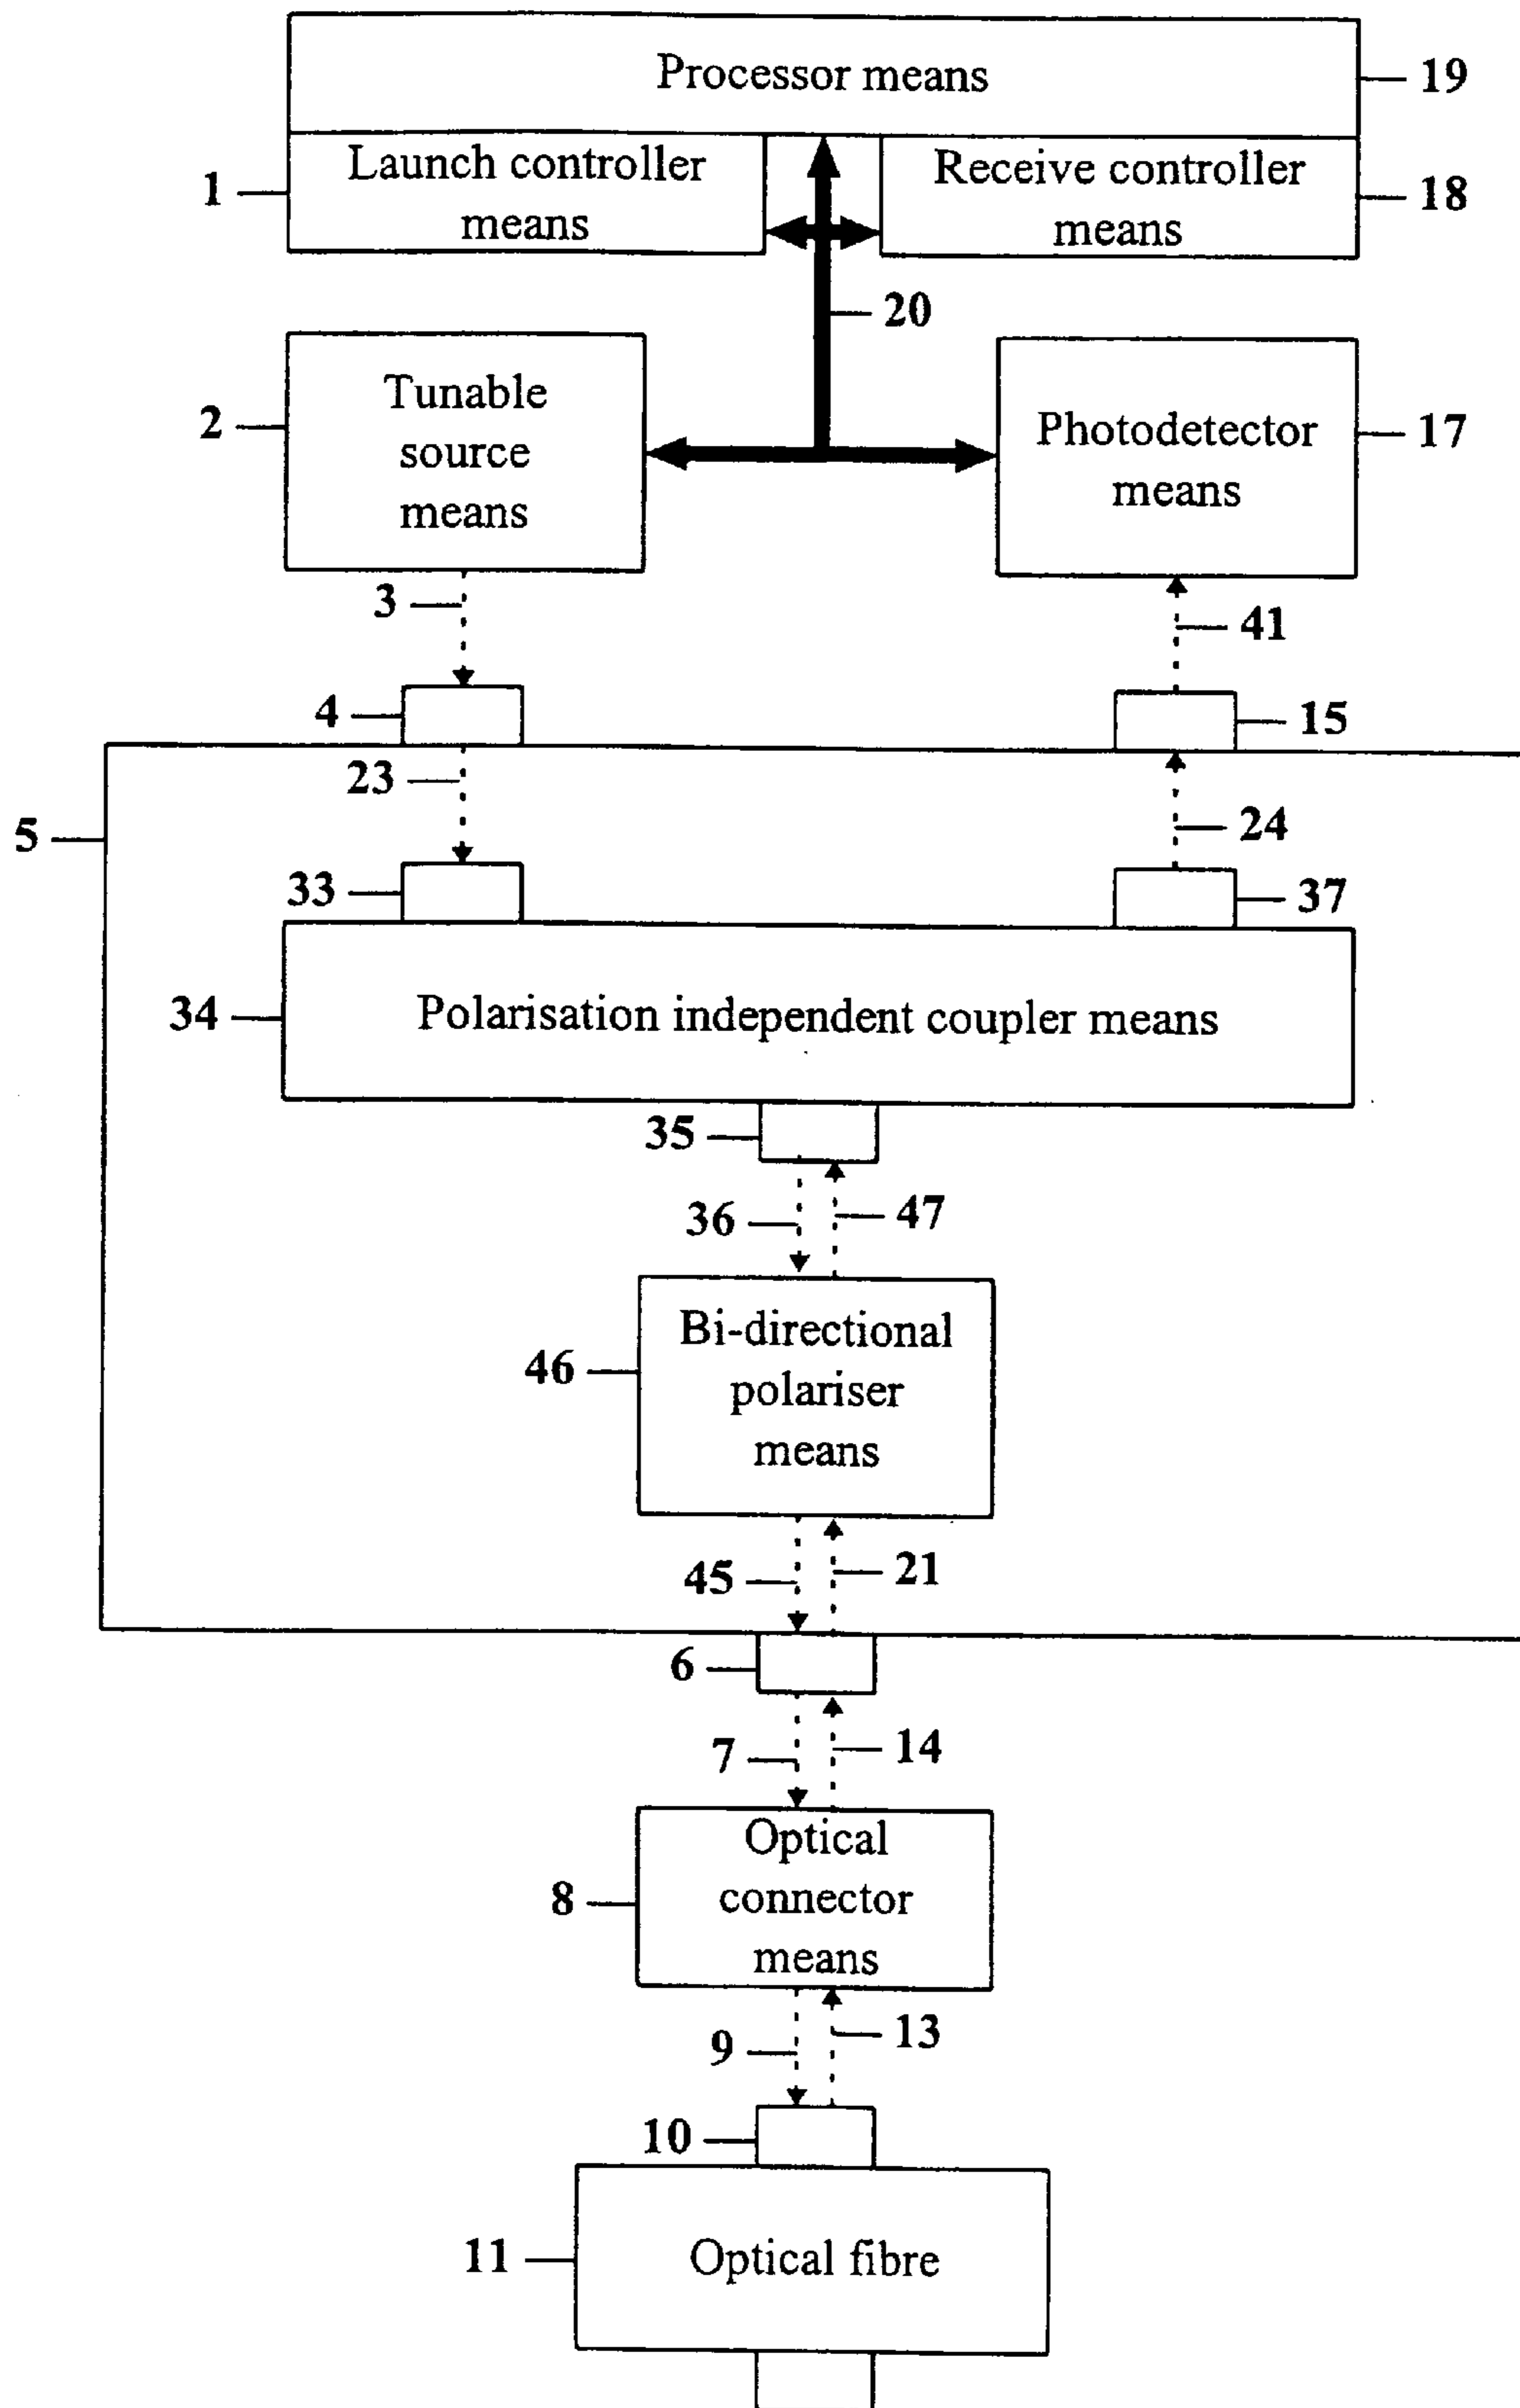 Processor means
19
Launch controller
means
1
Receive controller
means
18
20
Tunable
source
means
2
Photodetector
means
17
3
41
4
15
23
5
24
33
37
34
Polarisation independent coupler means
35
36
47
Bi-directional
polariser
means
46
45
21
6
7
14
Optical
connector
means
8
9
13
10
11
Optical fibre